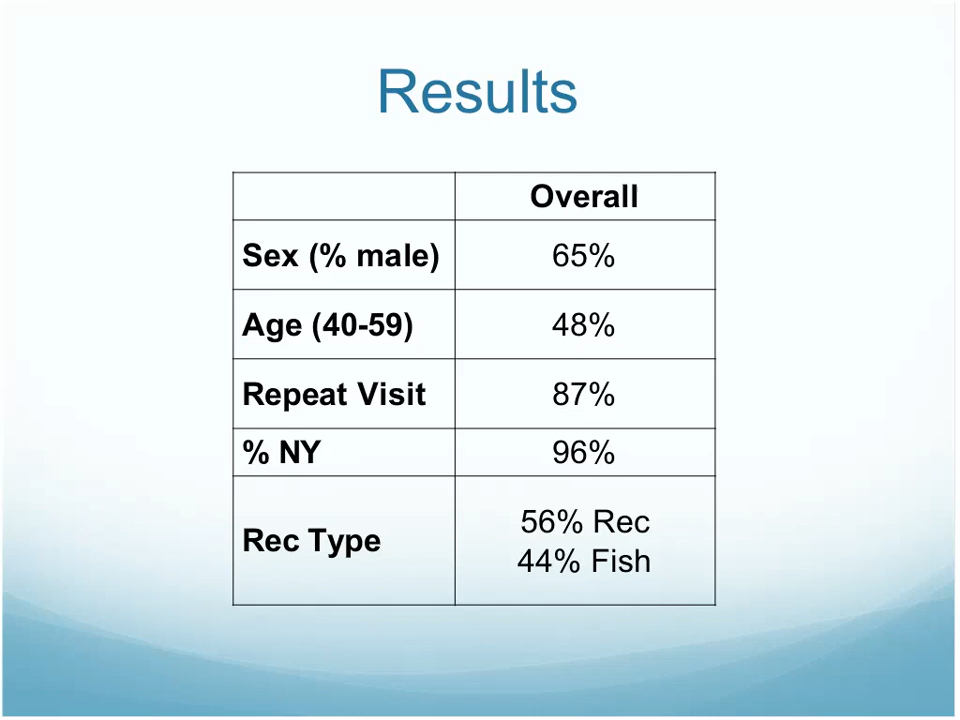 Results
Overall
Sex (% male) 65%
Age (40-59) 48%
Repeat Visit 87%
% NY 96%
Rec Type 56% Rec
44% Fish